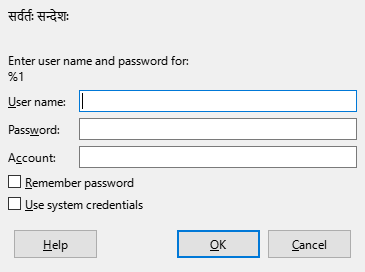 सर्वर्तः सन्देशः
Enter user name and password for:
%1
User name:
Password:
Account:
Remember password
Use system credentials
Help
OK
Cancel